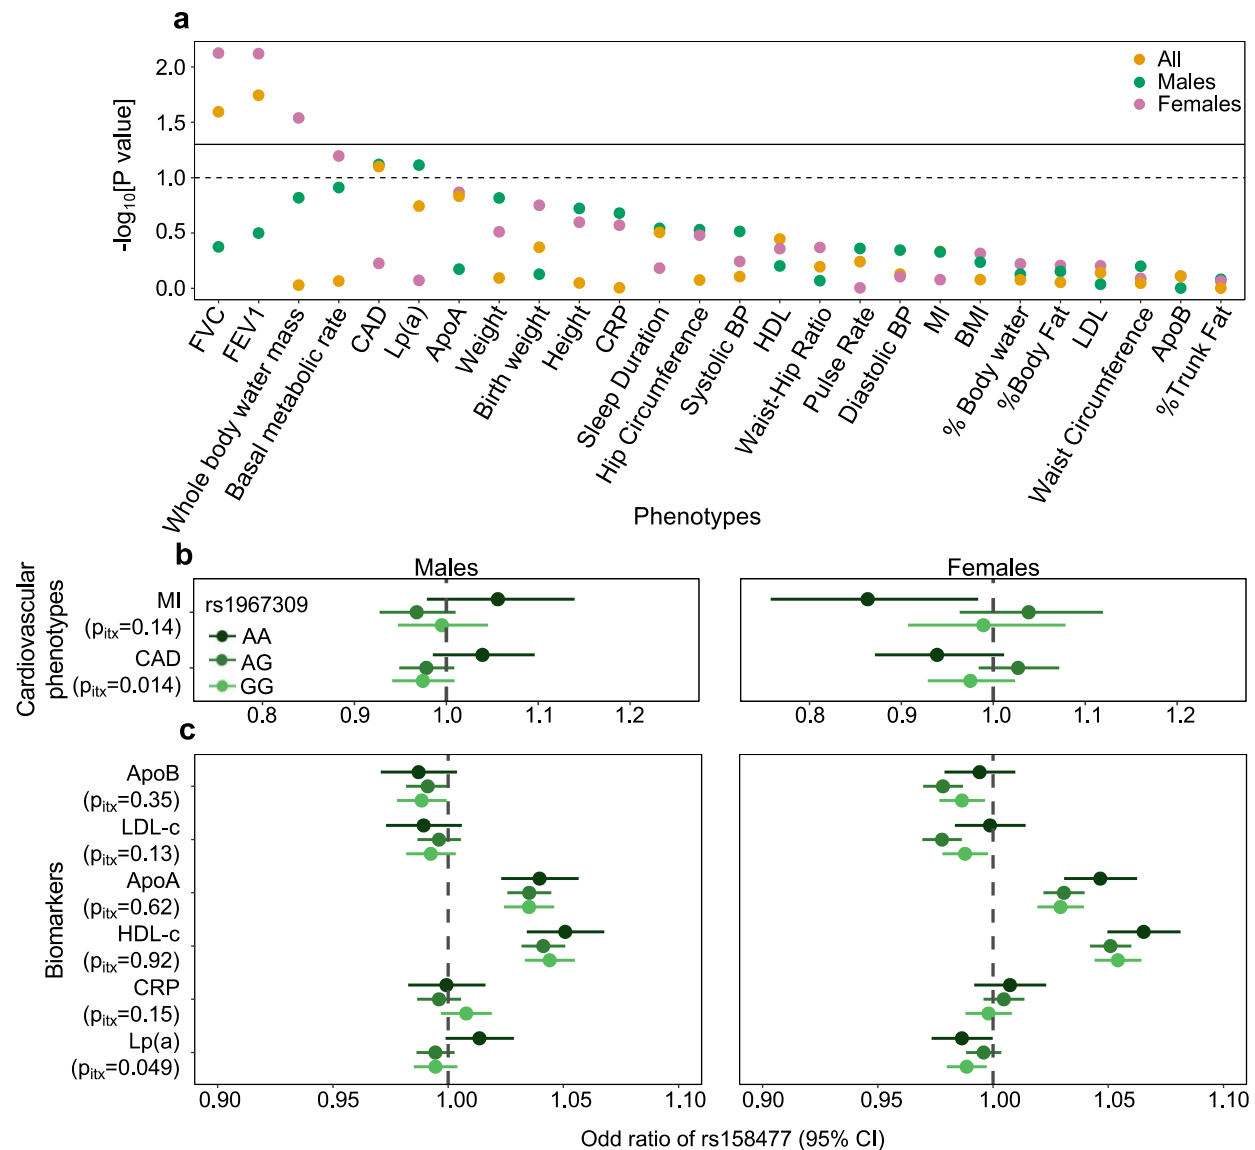 a
-log₁₀[P value]
2.0
1.5
1.0
0.5
0.0
All
Males
Females
FVC
FEV1
Whole body water mass
Basal metabolic rate
CAD
Lp(a)
ApoA
Weight
Birth weight
Height
CRP
Sleep Duration
Hip Circumference
Systolic BP
HDL
Waist-Hip Ratio
Pulse Rate
Diastolic BP
MI
BMI
% Body water
%Body Fat
LDL
Waist Circumference
ApoB
%Trunk Fat
Phenotypes
b
Males
Females
Cardiovascular
phenotypes
MI
(pitx=0.14)
CAD
(pitx=0.014)
rs1967309
AA
AG
GG
0.8 0.9 1.0 1.1 1.2
0.8 0.9 1.0 1.1 1.2
c
Biomarkers
ApoB
(pitx=0.35)
LDL-c
(pitx=0.13)
ApoA
(pitx=0.62)
HDL-c
(pitx=0.92)
CRP
(pitx=0.15)
Lp(a)
(pitx=0.049)
0.90 0.95 1.00 1.05 1.10
0.90 0.95 1.00 1.05 1.10
Odd ratio of rs158477 (95% CI)